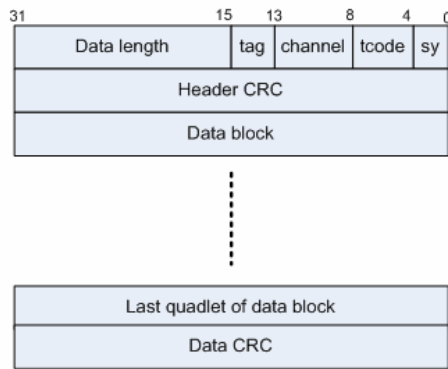 31 15 13 8 4 0
Data length tag channel tcode sy
Header CRC
Data block
Last quadlet of data block
Data CRC